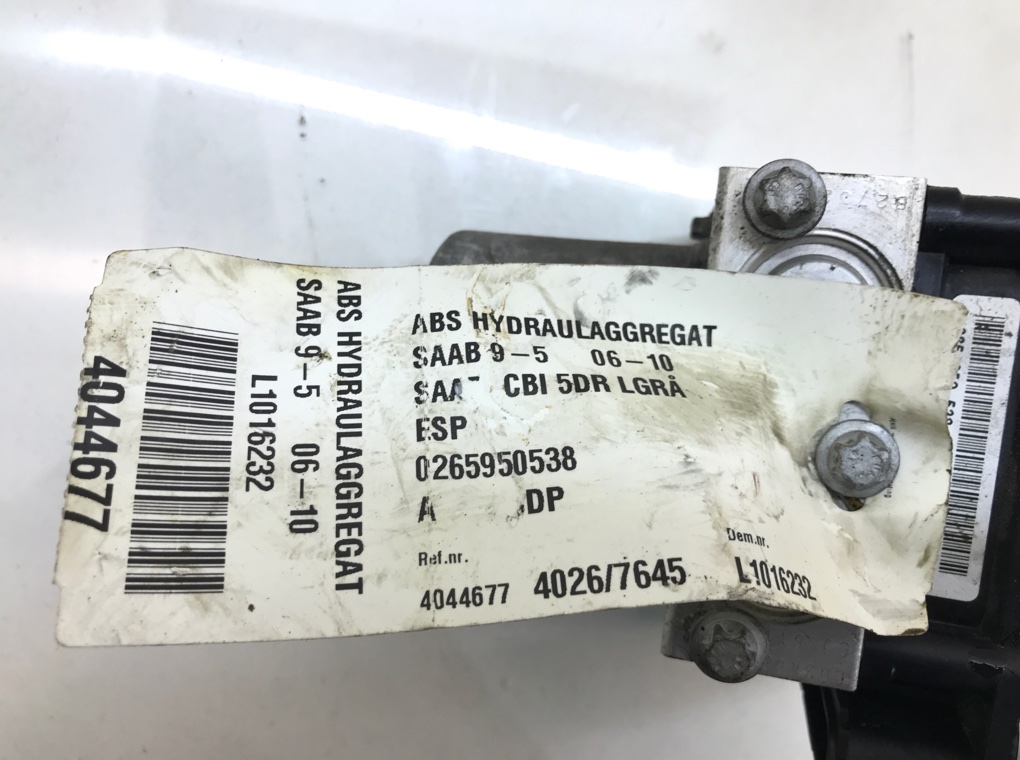 ABS HYDRAULAGGREGAT
SAAB 9-5 06-10
CBI 5DR LGRÅ
ESP
0265950538
Ref.nr.
4044677 4026/7645
Dem.nr.
L1016232
ABS HYDRAULAGGREGAT
SAAB 9-5 06-10
L1016232
4044677